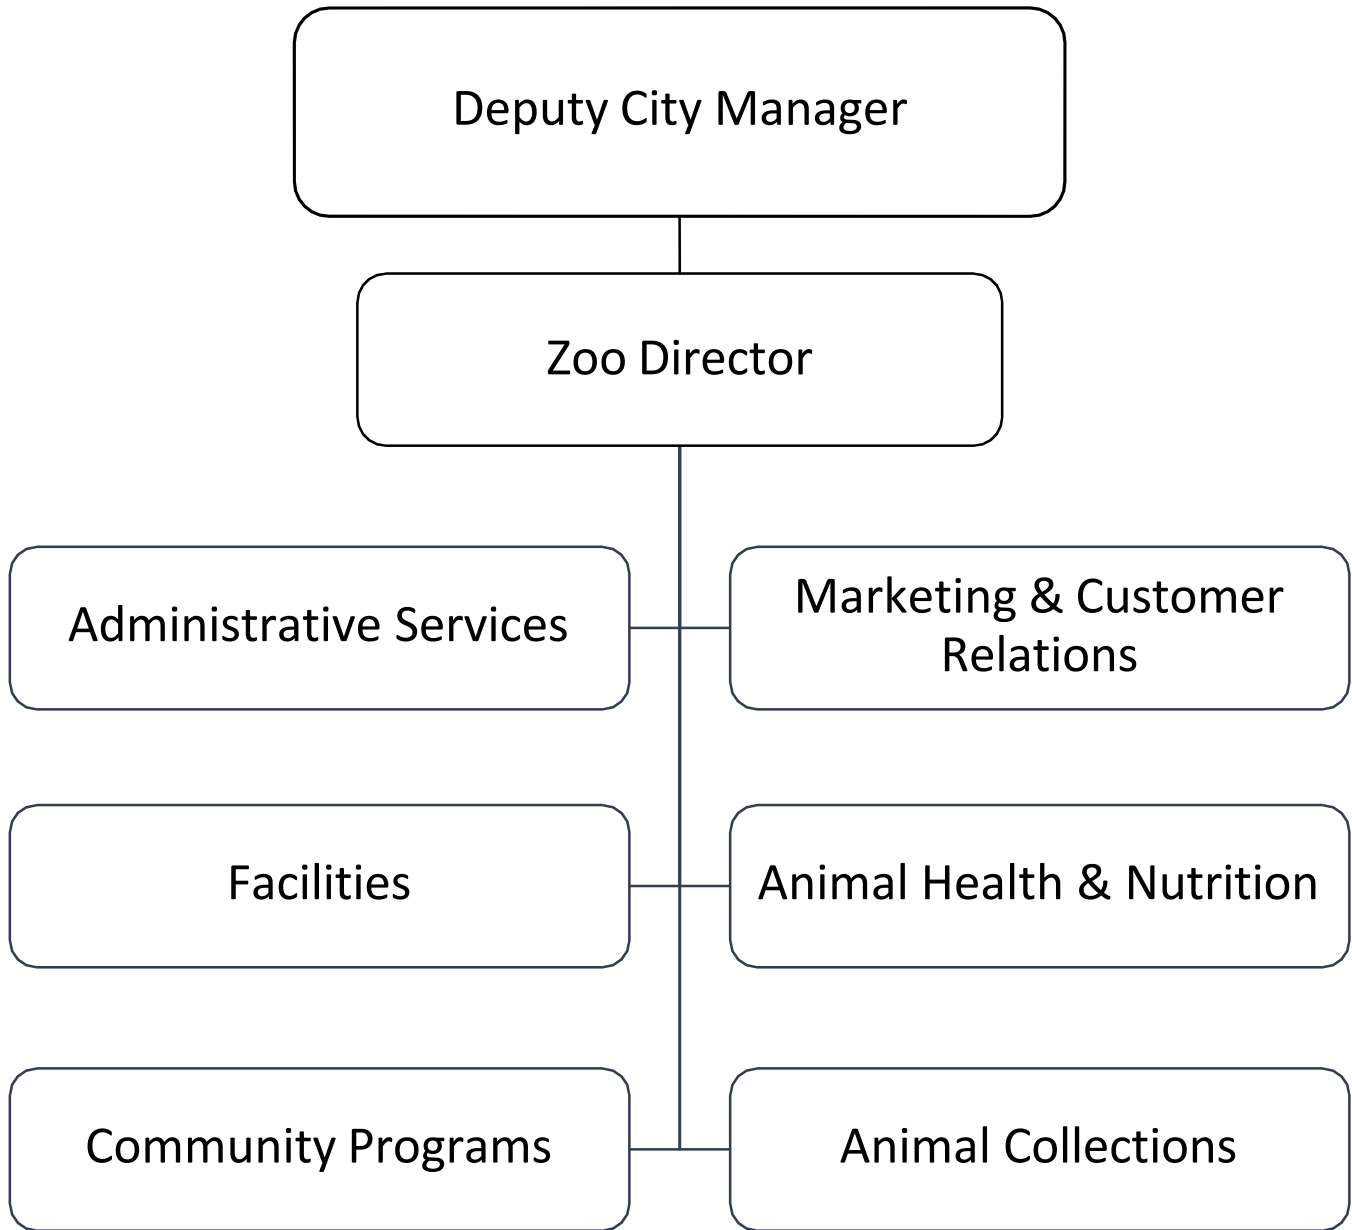 Deputy City Manager
Zoo Director
Administrative Services
Marketing & Customer
Relations
Facilities
Animal Health & Nutrition
Community Programs
Animal Collections